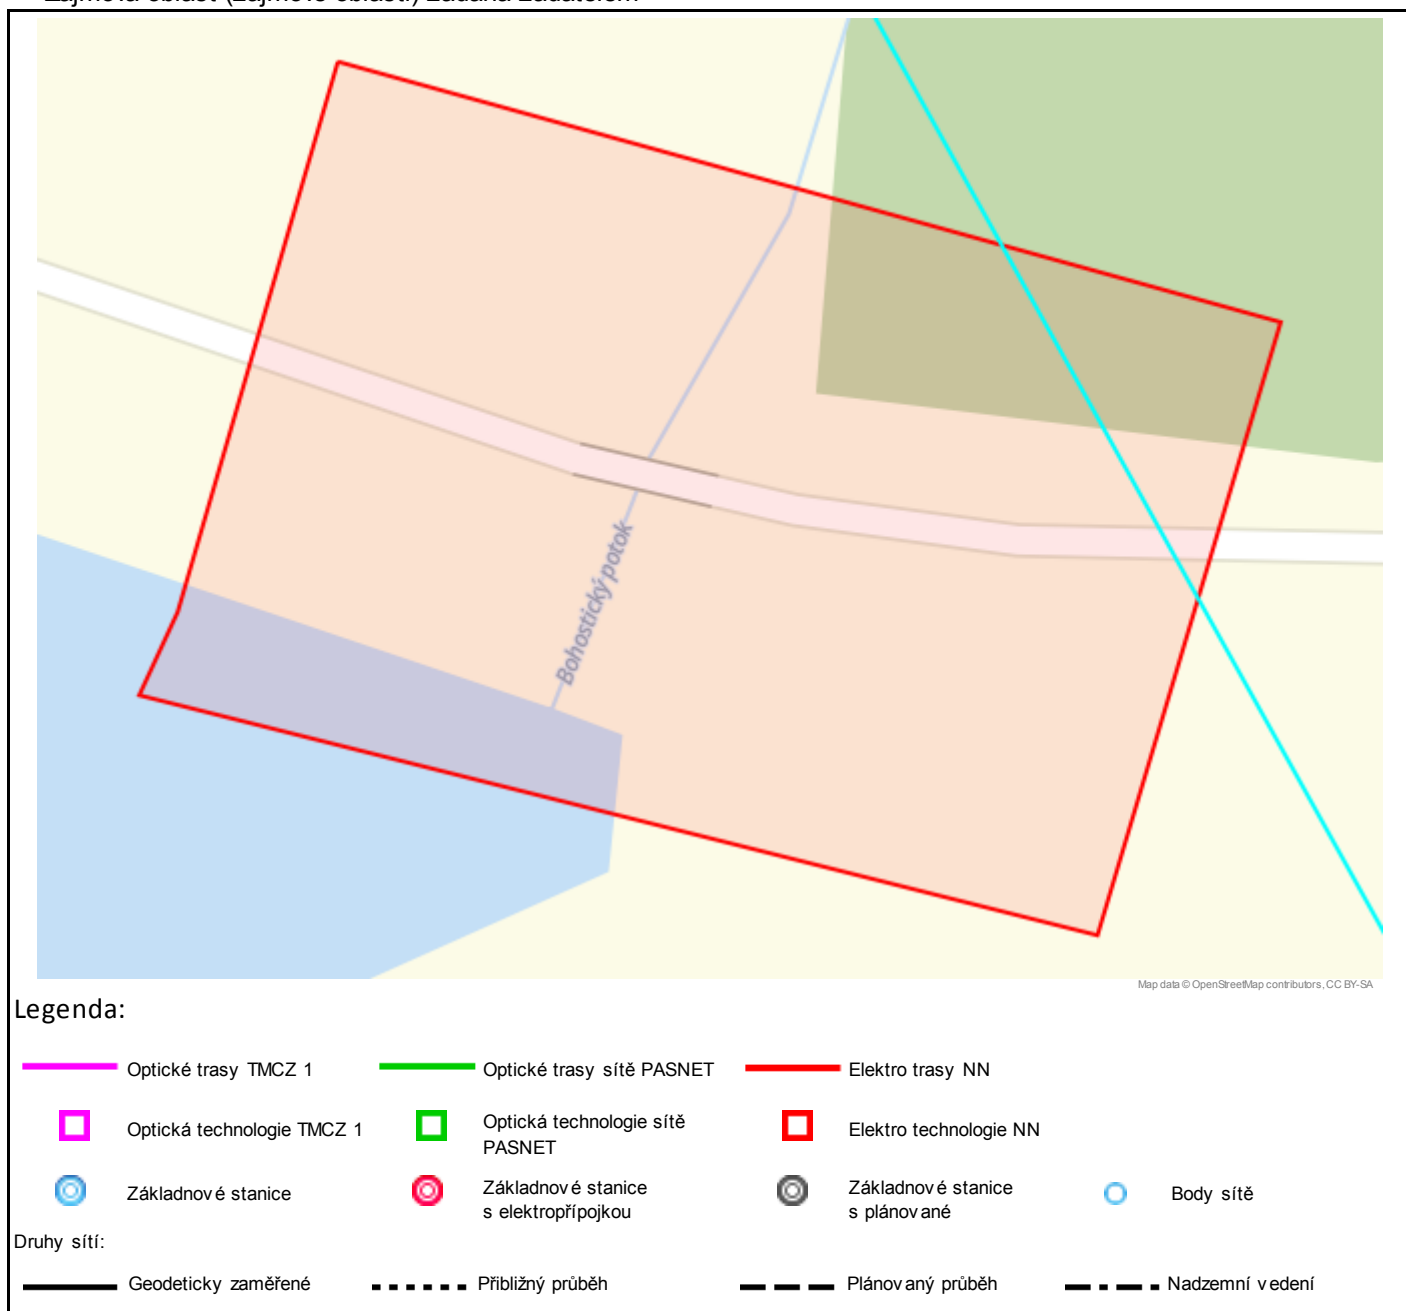 Bohostický potok
Map data © OpenStreetMap contributors, CC BY-SA
Legenda:
Optické trasy TMCZ 1
Optické trasy sítě PASNET
Elektro trasy NN
Optická technologie TMCZ 1
Optická technologie sítě
PASNET
Elektro technologie NN
Základnové stanice
Základnové stanice
s elektropřípojkou
Základnové stanice
s plánované
Body sítě
Druhy sítí:
Geodeticky zaměřené
Přibližný průběh
Plánovaný průběh
Nadzemní vedení